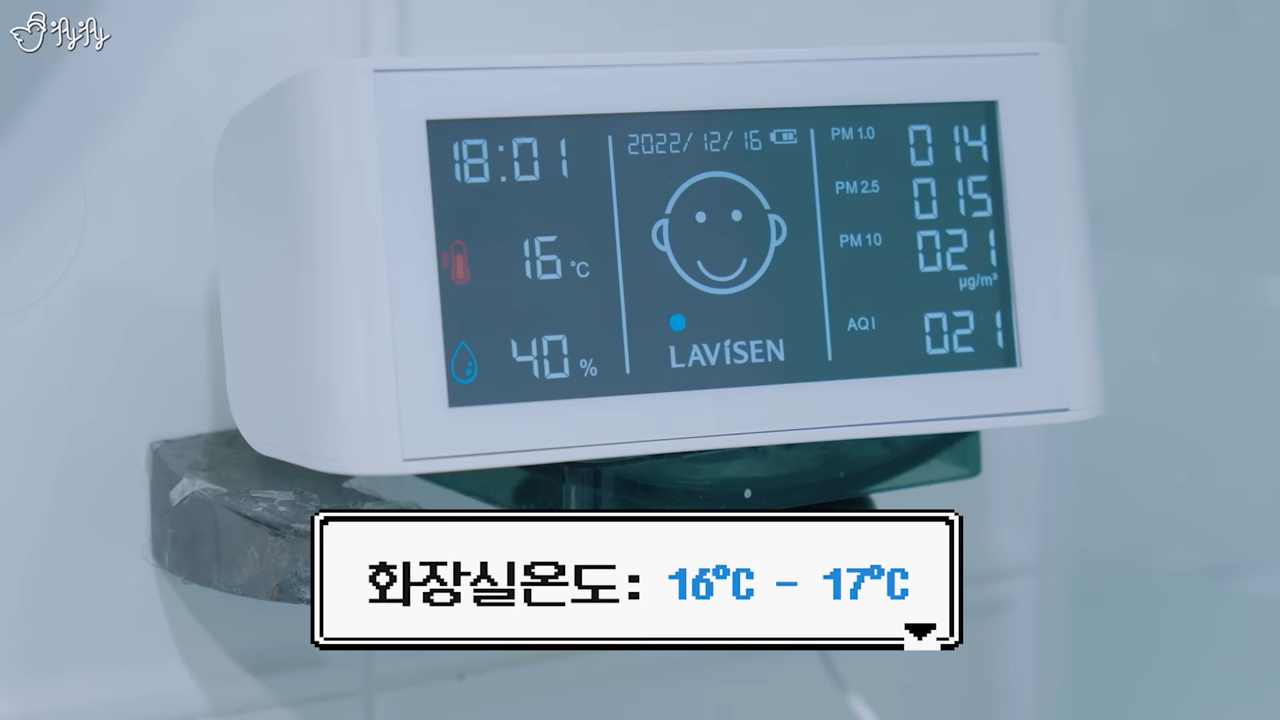 18:01
16 °C
40 %
2022/12/16
LAVÍSEN
PM 1.0 014
PM 2.5 015
PM 10 021
µg/m³
AQI 021
화장실온도: 16°C - 17°C